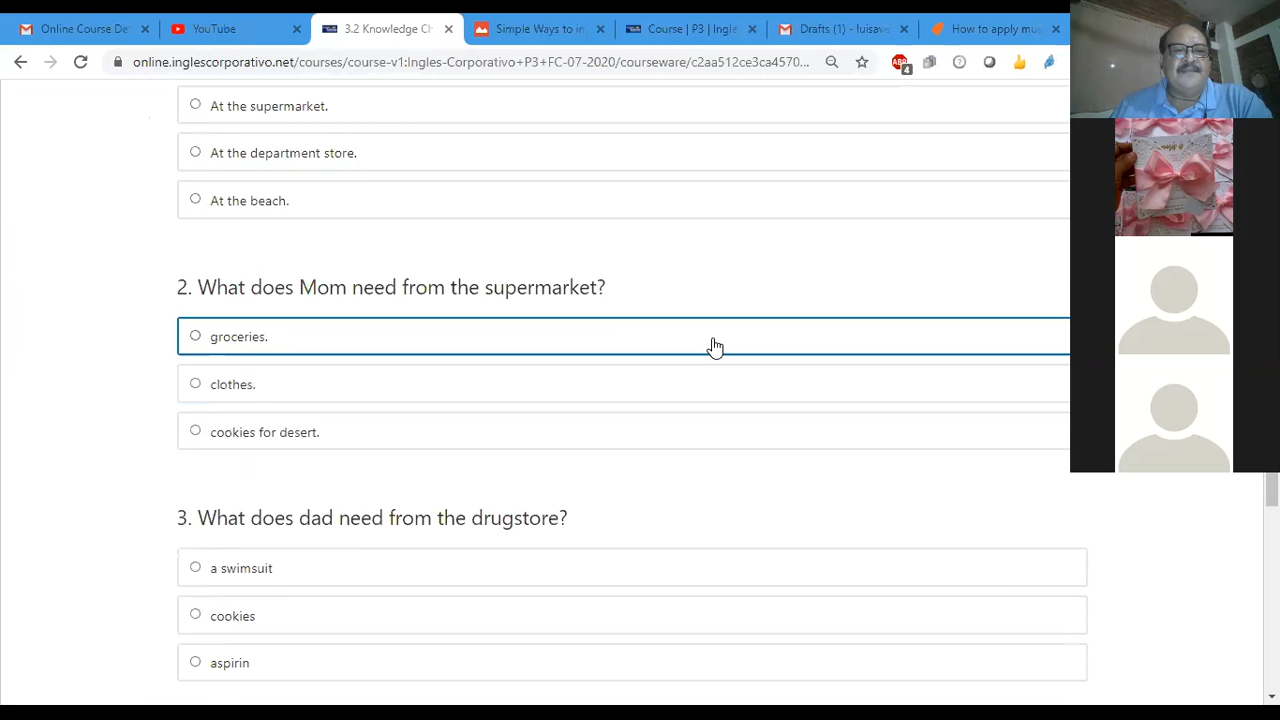 Online Course De
YouTube
3.2 Knowledge Ch
Simple Ways to in
Course | P3 | Ingle
Drafts (1) - luisave
How to apply mus
online.inglescorporativo.net/courses/course-v1:Ingles-Corporativo+P3+FC-07-2020/courseware/c2aa512ce3ca4570...
ABP
4
At the supermarket.
At the department store.
At the beach.
2. What does Mom need from the supermarket?
groceries.
clothes.
cookies for desert.
3. What does dad need from the drugstore?
a swimsuit
cookies
aspirin